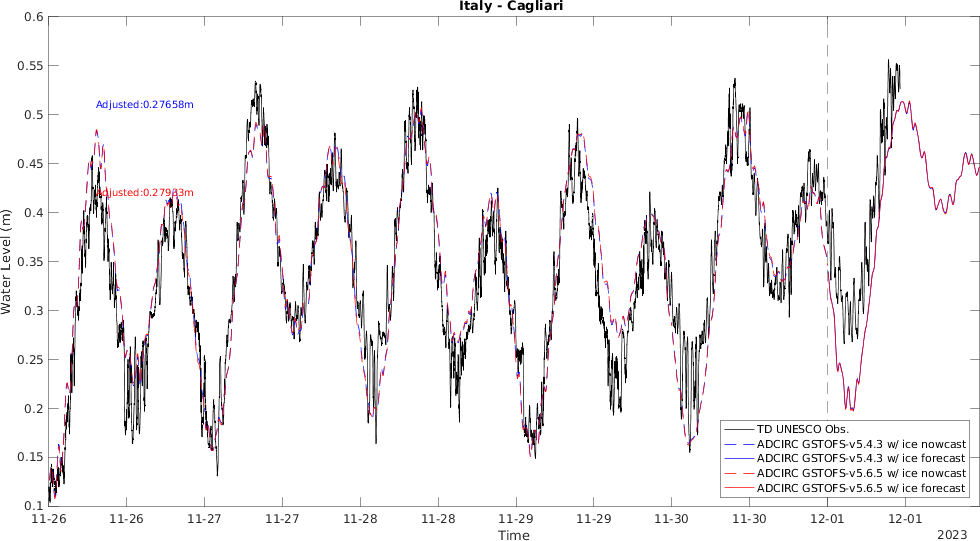 Italy - Cagliari
0.6
0.55
0.5
0.45
0.4
0.35
0.3
0.25
0.2
0.15
0.1
Water Level (m)
Adjusted:0.27658m
Adjusted:0.27933m
TD UNESCO Obs.
ADCIRC GSTOFS-v5.4.3 w/ ice nowcast
ADCIRC GSTOFS-v5.4.3 w/ ice forecast
ADCIRC GSTOFS-v5.6.5 w/ ice nowcast
ADCIRC GSTOFS-v5.6.5 w/ ice forecast
11-26 11-26 11-27 11-27 11-28 11-28 11-29 11-29 11-30 11-30 12-01 12-01
Time
2023